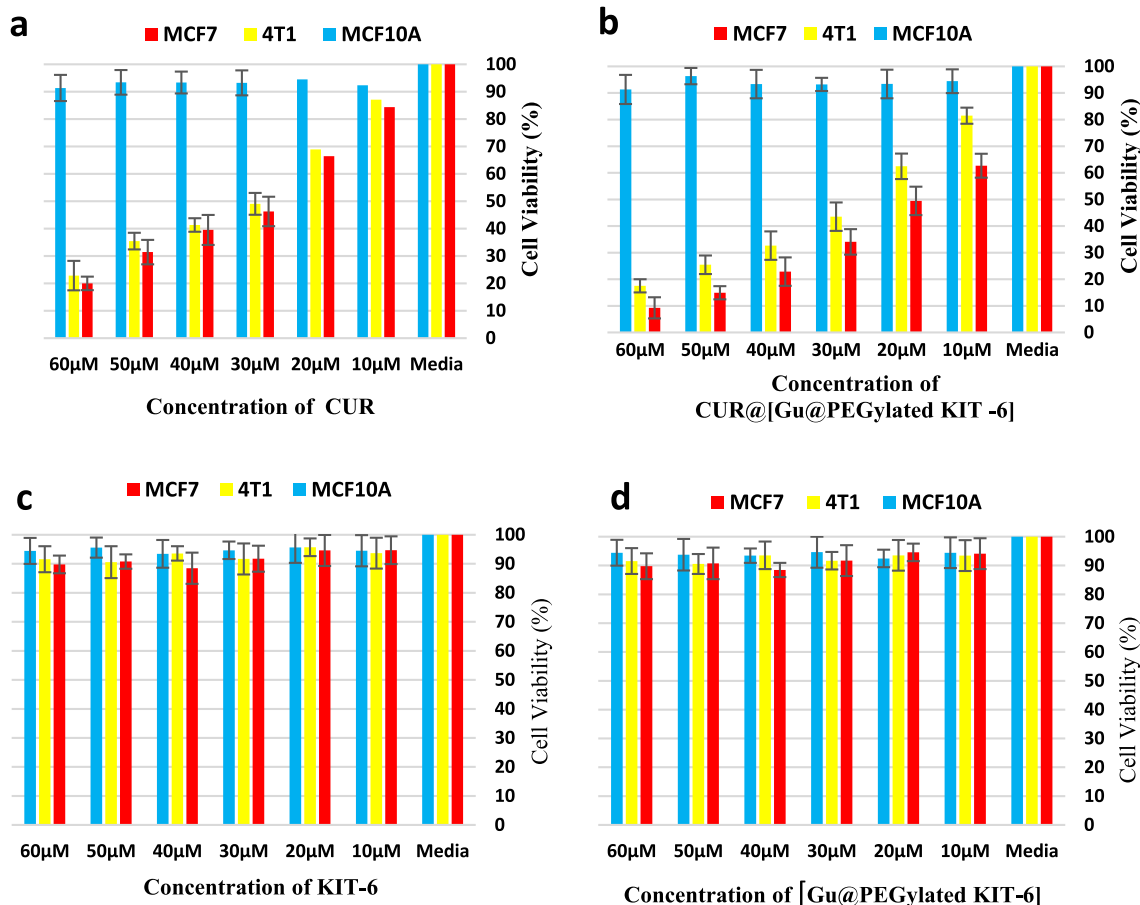 a
MCF7 4T1 MCF10A
100
90
80
70
60
50
40
30
20
10
0
Cell Viability (%)
60µM 50µM 40µM 30µM 20µM 10µM Media
Concentration of CUR
b
MCF7 4T1 MCF10A
100
90
80
70
60
50
40
30
20
10
0
Cell Viability (%)
60µM 50µM 40µM 30µM 20µM 10µM Media
Concentration of
CUR@[Gu@PEGylated KIT -6]
c
MCF7 4T1 MCF10A
100
90
80
70
60
50
40
30
20
10
0
Cell Viability (%)
60µM 50µM 40µM 30µM 20µM 10µM Media
Concentration of KIT-6
d
MCF7 4T1 MCF10A
100
90
80
70
60
50
40
30
20
10
0
Cell Viability (%)
60µM 50µM 40µM 30µM 20µM 10µM Media
Concentration of [Gu@PEGylated KIT-6]